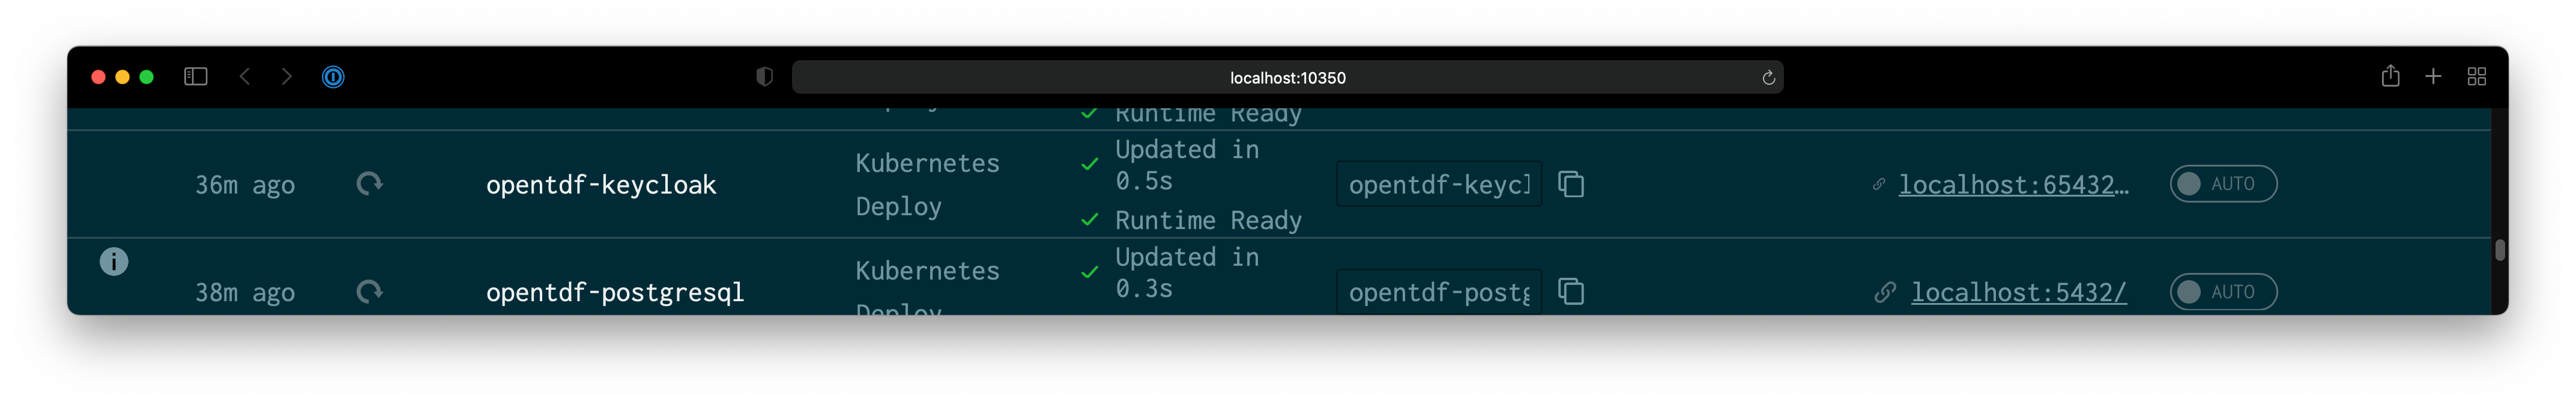 localhost:10350
Runtime Ready
36m ago
opentdf-keycloak
Kubernetes
Deploy
Updated in
0.5s
Runtime Ready
opentdf-keycl
localhost:65432…
AUTO
38m ago
opentdf-postgresql
Kubernetes
Deploy
Updated in
0.3s
opentdf-postg
localhost:5432/
AUTO